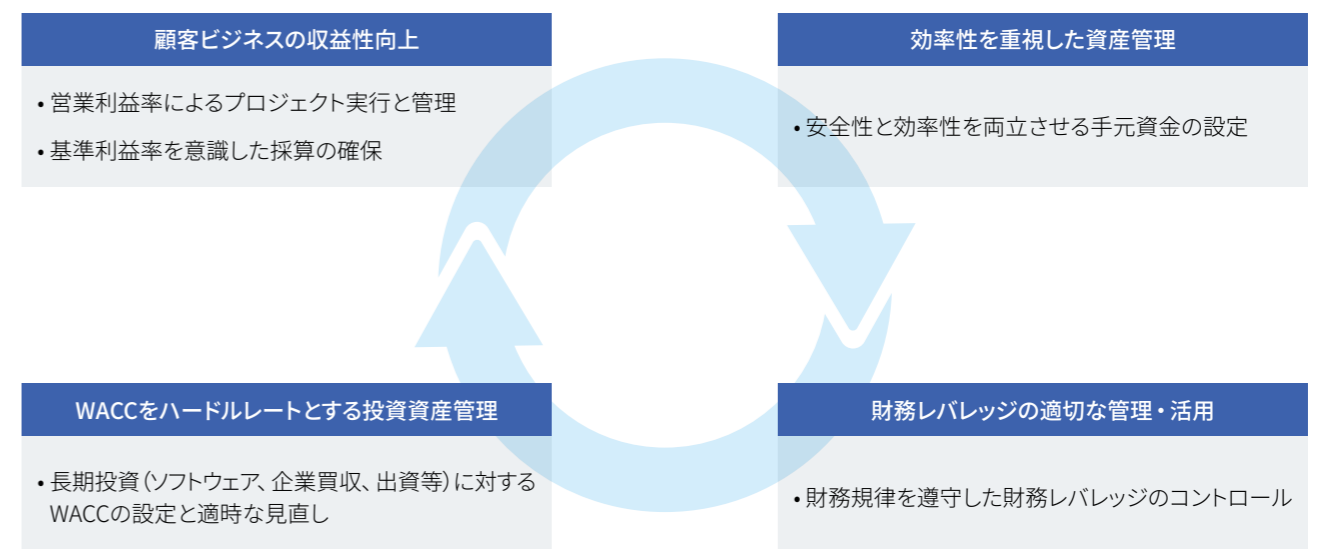 顧客ビジネスの収益性向上
• 営業利益率によるプロジェクト実行と管理
• 基準利益率を意識した採算の確保
効率性を重視した資産管理
• 安全性と効率性を両立させる手元資金の設定
WACCをハードルレートとする投資資産管理
• 長期投資（ソフトウェア、企業買収、出資等）に対する
WACCの設定と適時な見直し
財務レバレッジの適切な管理・活用
• 財務規律を遵守した財務レバレッジのコントロール